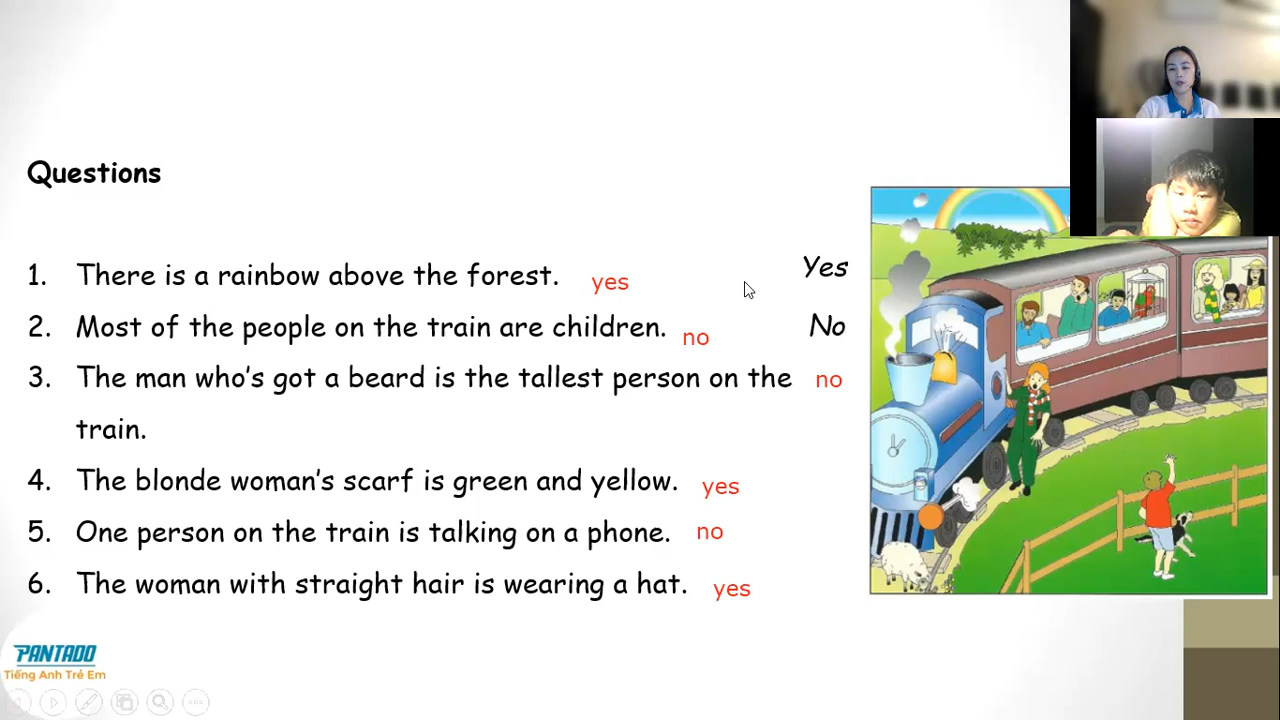 Questions
1. There is a rainbow above the forest. yes Yes
2. Most of the people on the train are children. no No
3. The man who's got a beard is the tallest person on the no
train.
4. The blonde woman's scarf is green and yellow. yes
5. One person on the train is talking on a phone. no
6. The woman with straight hair is wearing a hat. yes
PANTADO
Tiếng Anh Trẻ Em